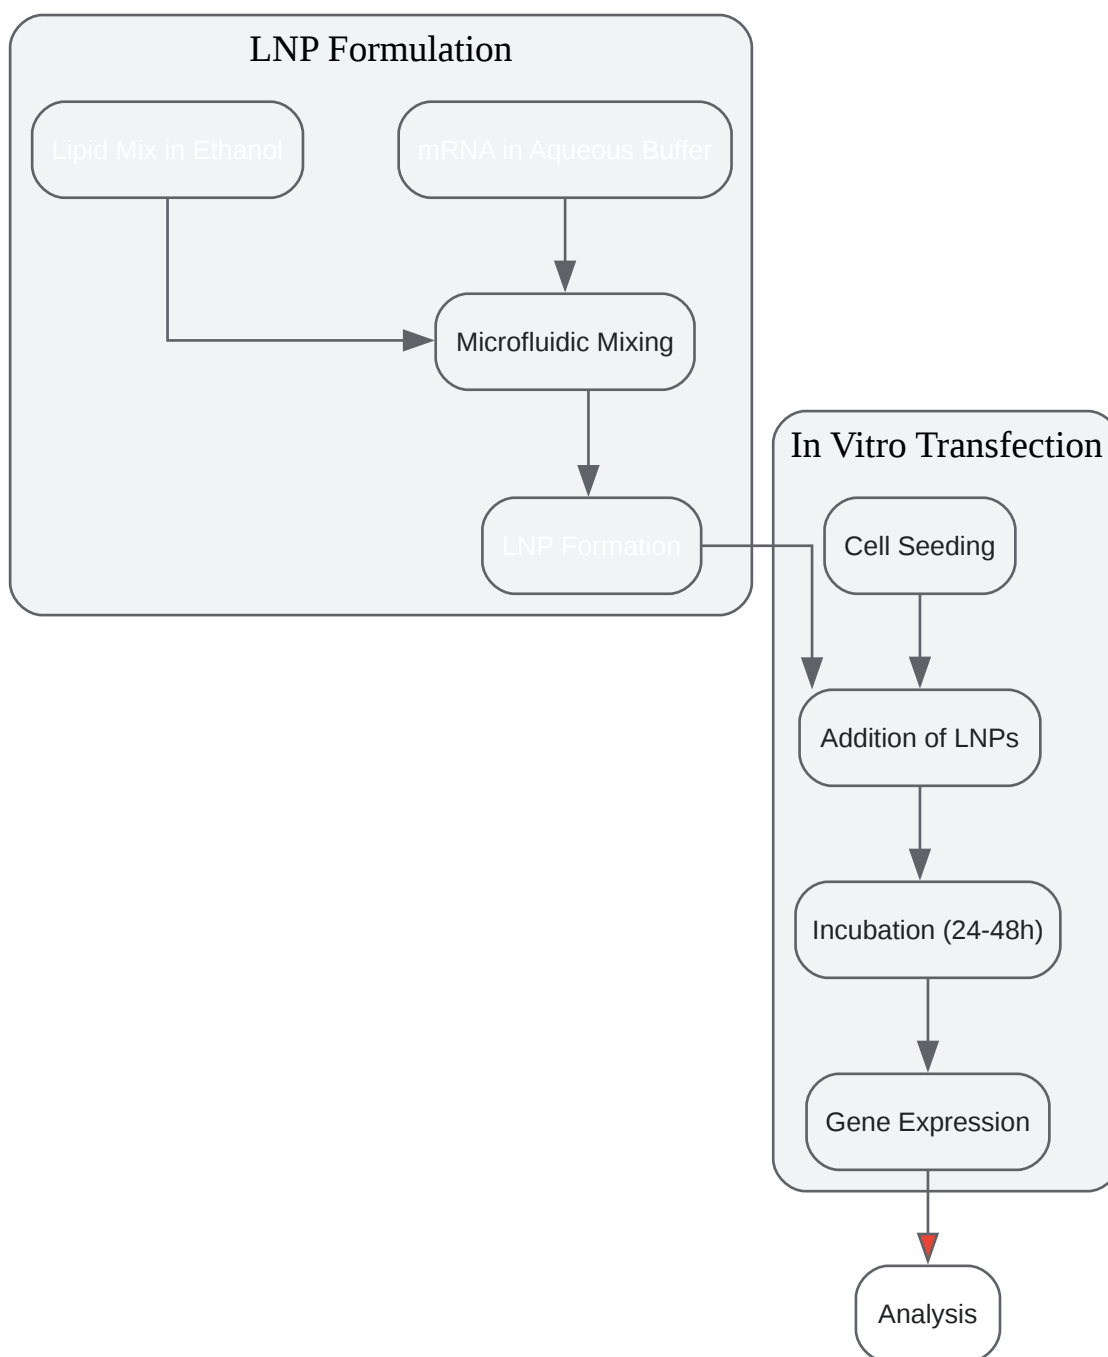 LNP Formulation
Lipid Mix in Ethanol
mRNA in Aqueous Buffer
Microfluidic Mixing
LNP Formation
In Vitro Transfection
Cell Seeding
Addition of LNPs
Incubation (24-48h)
Gene Expression
Analysis